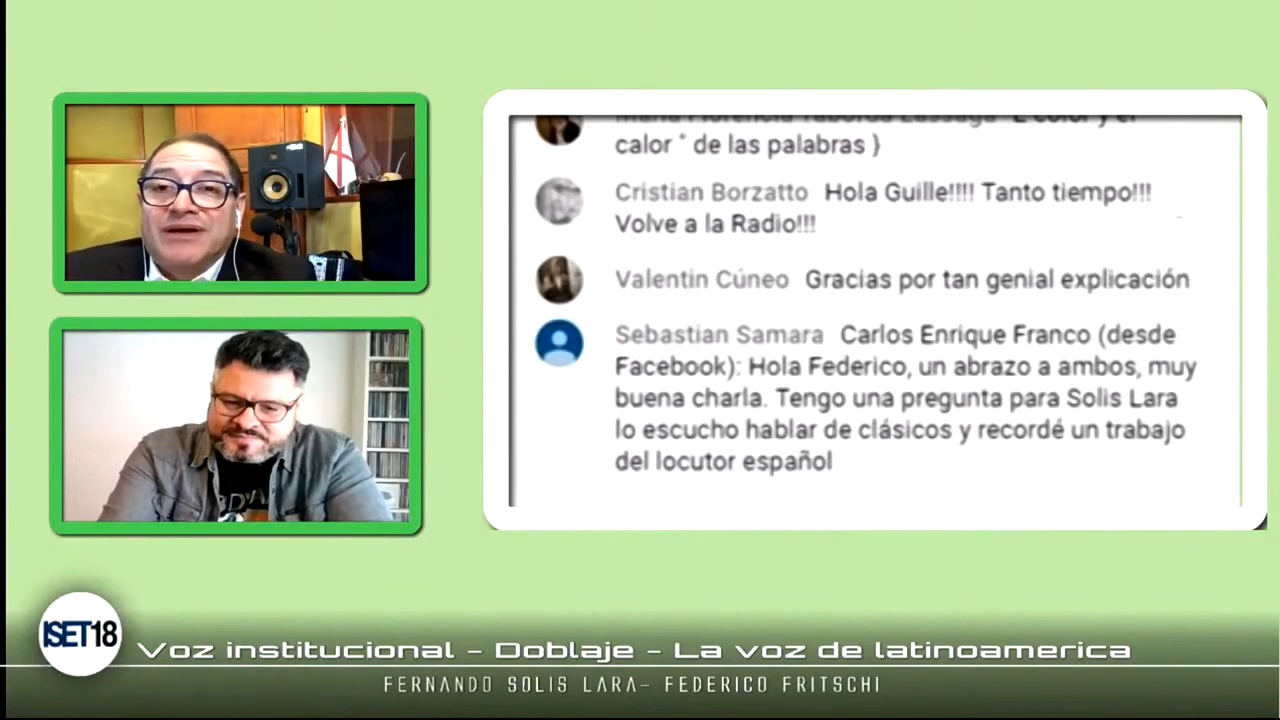 calor " de las palabras }
Cristian Borzatto Hola Guille!!!! Tanto tiempo!!!
Volve a la Radio!!!
Valentin Cúneo Gracias por tan genial explicación
Sebastian Samara Carlos Enrique Franco (desde
Facebook): Hola Federico, un abrazo a ambos, muy
buena charla. Tengo una pregunta para Solis Lara
lo escucho hablar de clásicos y recordé un trabajo
del locutor español
ISET18
Voz institucional - Doblaje - La voz de latinoamerica
FERNANDO SOLIS LARA- FEDERICO FRITSCHI